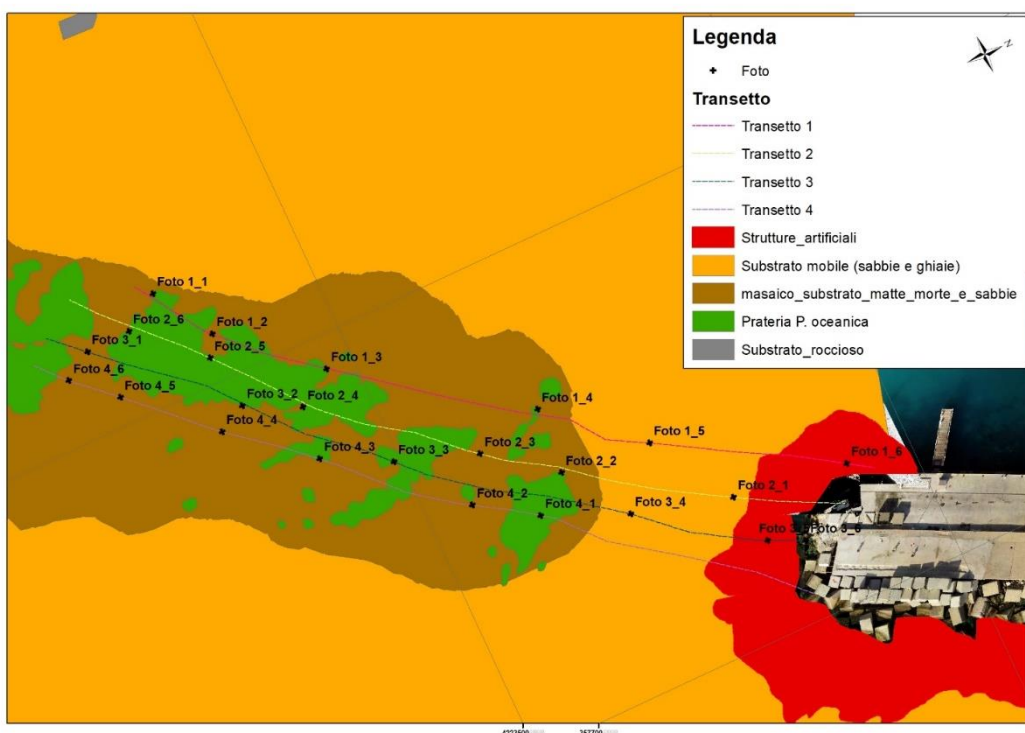 Legenda
N
Foto
Transetto
Transetto 1
Transetto 2
Transetto 3
Transetto 4
Strutture_artificiali
Substrato mobile (sabbie e ghiaie)
masaico_substrato_matte_morte_e_sabbie
Prateria P. oceanica
Substrato_roccioso
Foto 1_1
Foto 2_6
Foto 1_2
Foto 3_1
Foto 2_5
Foto 1_3
Foto 4_6
Foto 4_5
Foto 3_2
Foto 2_4
Foto 1_4
Foto 4_4
Foto 4_3
Foto 3_3
Foto 2_3
Foto 1_5
Foto 2_2
Foto 1_6
Foto 4_2
Foto 4_1
Foto 3_4
Foto 2_1
Foto 3_6